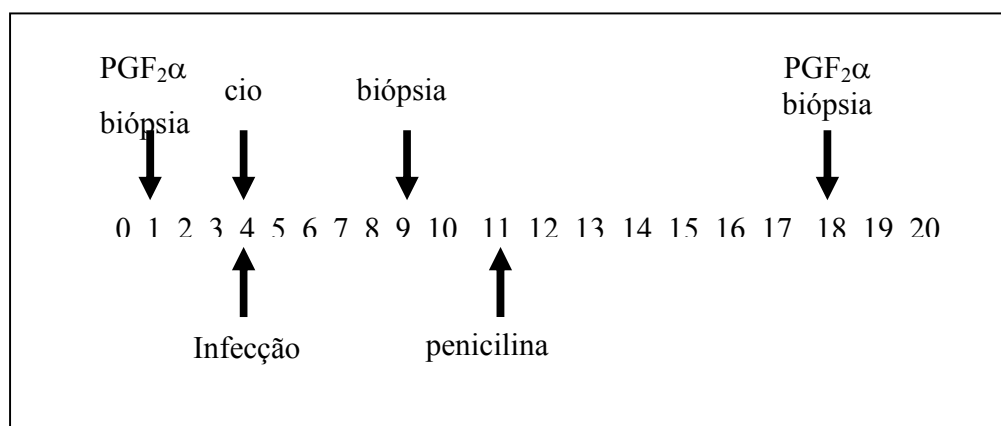 PGF₂α
biópsia
cio
biópsia
PGF₂α
biópsia
0 1 2 3 4 5 6 7 8 9 10 11 12 13 14 15 16 17 18 19 20
Infecção
penicilina